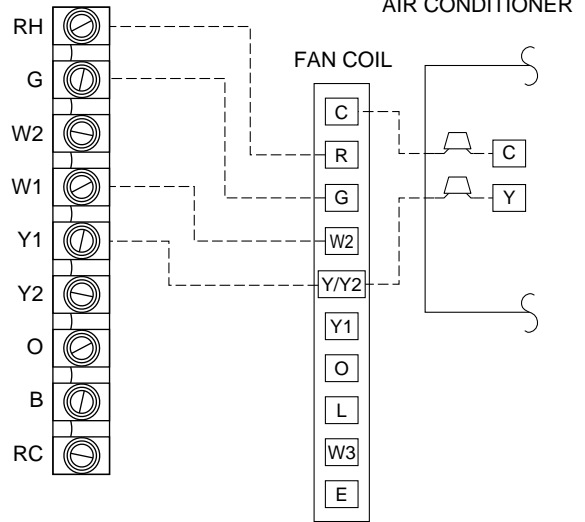 AIR CONDITIONER
FAN COIL
RH
G
W2
W1
Y1
Y2
O
B
RC
C
R
G
W2
Y/Y2
Y1
O
L
W3
E
C
Y